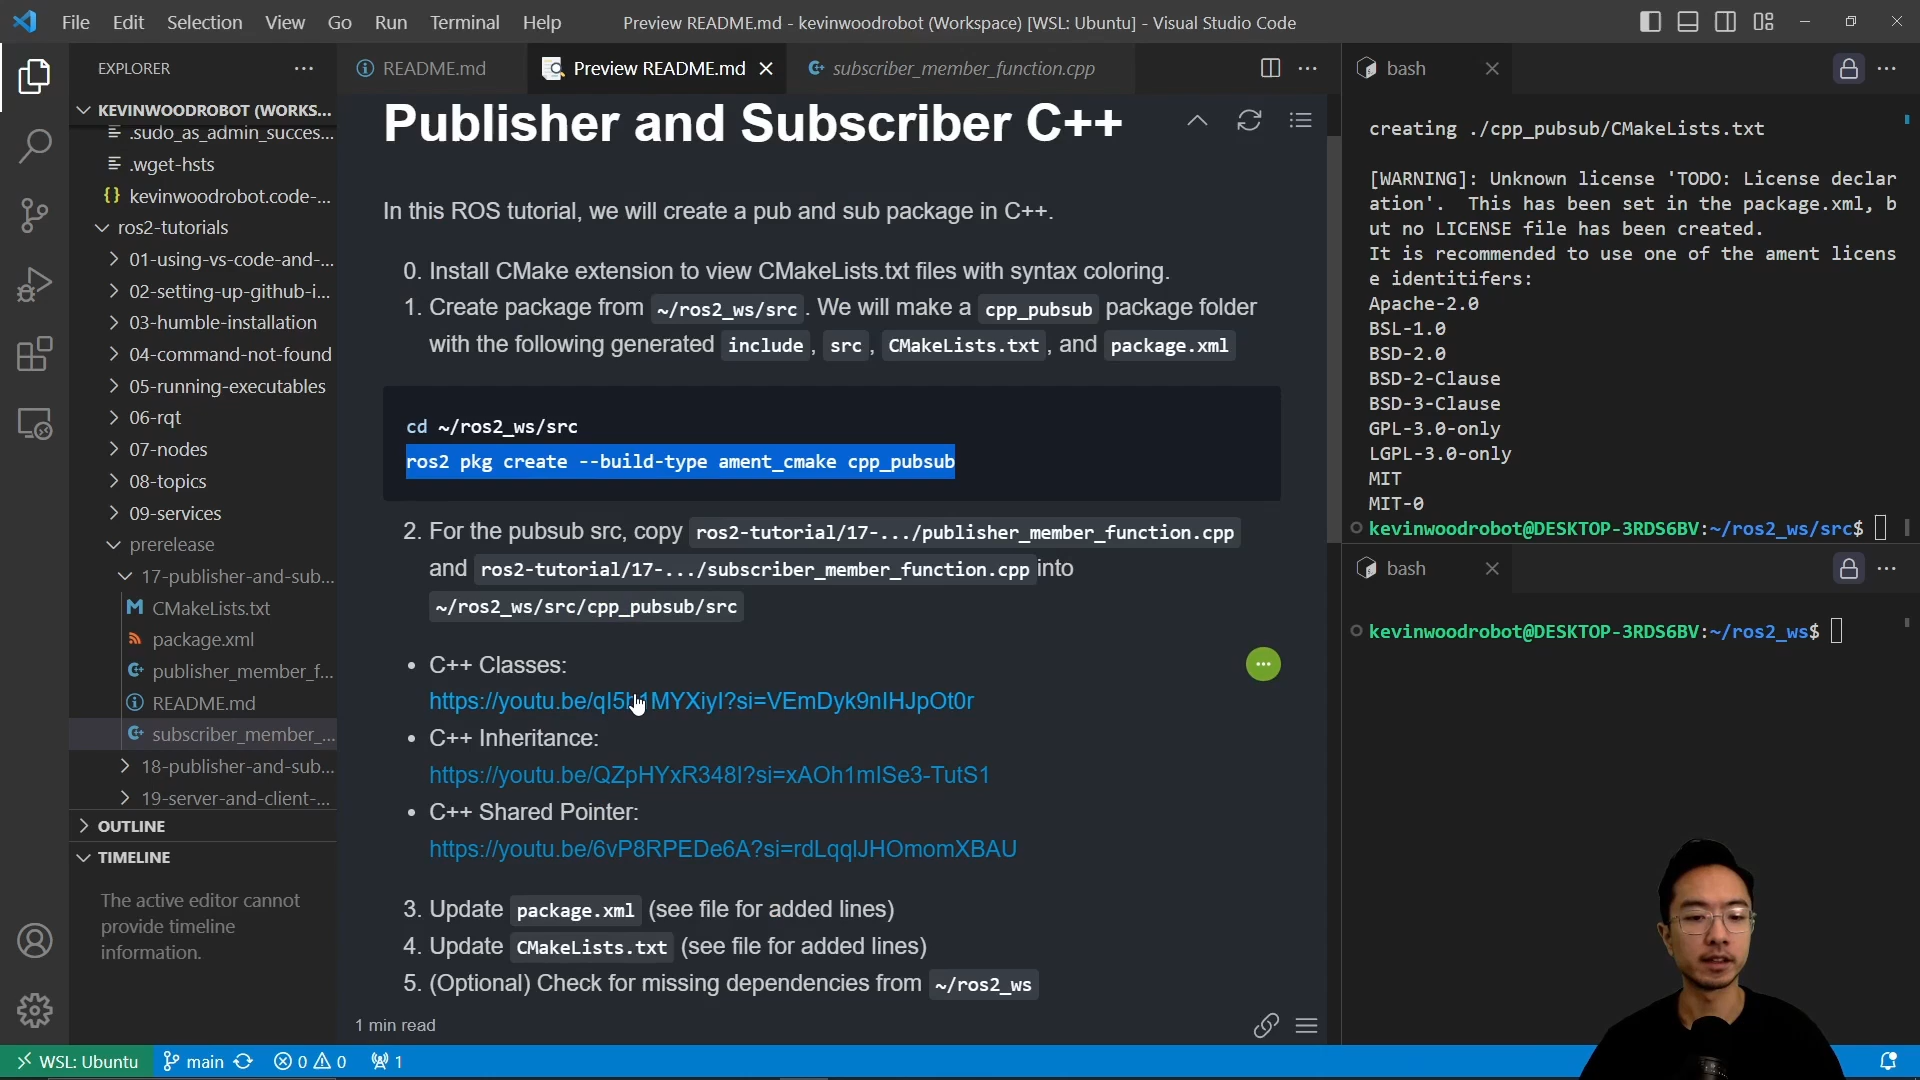 File Edit Selection View Go Run Terminal Help
Preview README.md - kevinwoodrobot (Workspace) [WSL: Ubuntu] - Visual Studio Code
EXPLORER
KEVINWOODROBOT (WORKS...
.sudo_as_admin_succes...
.wget-hsts
kevinwoodrobot.code-...
ros2-tutorials
01-using-vs-code-and-...
02-setting-up-github-i...
03-humble-installation
04-command-not-found
05-running-executables
06-rqt
07-nodes
08-topics
09-services
prerelease
17-publisher-and-sub...
CMakeLists.txt
package.xml
publisher_member_f...
README.md
subscriber_member_...
18-publisher-and-sub...
19-server-and-client-...
OUTLINE
TIMELINE
The active editor cannot
provide timeline
information.
README.md
Preview README.md
subscriber_member_function.cpp
Publisher and Subscriber C++
In this ROS tutorial, we will create a pub and sub package in C++.
0. Install CMake extension to view CMakeLists.txt files with syntax coloring.
1. Create package from ~/ros2_ws/src . We will make a cpp_pubsub package folder
with the following generated include , src , CMakeLists.txt , and package.xml
cd ~/ros2_ws/src
ros2 pkg create --build-type ament_cmake cpp_pubsub
2. For the pubsub src, copy ros2-tutorial/17-.../publisher_member_function.cpp
and ros2-tutorial/17-.../subscriber_member_function.cpp into
~/ros2_ws/src/cpp_pubsub/src
• C++ Classes:
https://youtu.be/qI5h1MYXiyI?si=VEmDyk9nIHJpOt0r
• C++ Inheritance:
https://youtu.be/QZpHYxR348I?si=xAOh1mISe3-TutS1
• C++ Shared Pointer:
https://youtu.be/6vP8RPEDe6A?si=rdLqqlJHOmomXBAU
3. Update package.xml (see file for added lines)
4. Update CMakeLists.txt (see file for added lines)
5. (Optional) Check for missing dependencies from ~/ros2_ws
1 min read
bash
creating ./cpp_pubsub/CMakeLists.txt
[WARNING]: Unknown license 'TODO: License declar
ation'.  This has been set in the package.xml, b
ut no LICENSE file has been created.
It is recommended to use one of the ament licens
e identitifers:
Apache-2.0
BSL-1.0
BSD-2.0
BSD-2-Clause
BSD-3-Clause
GPL-3.0-only
LGPL-3.0-only
MIT
MIT-0
kevinwoodrobot@DESKTOP-3RDS6BV:~/ros2_ws/src$
bash
kevinwoodrobot@DESKTOP-3RDS6BV:~/ros2_ws$
WSL: Ubuntu main 0 0 1